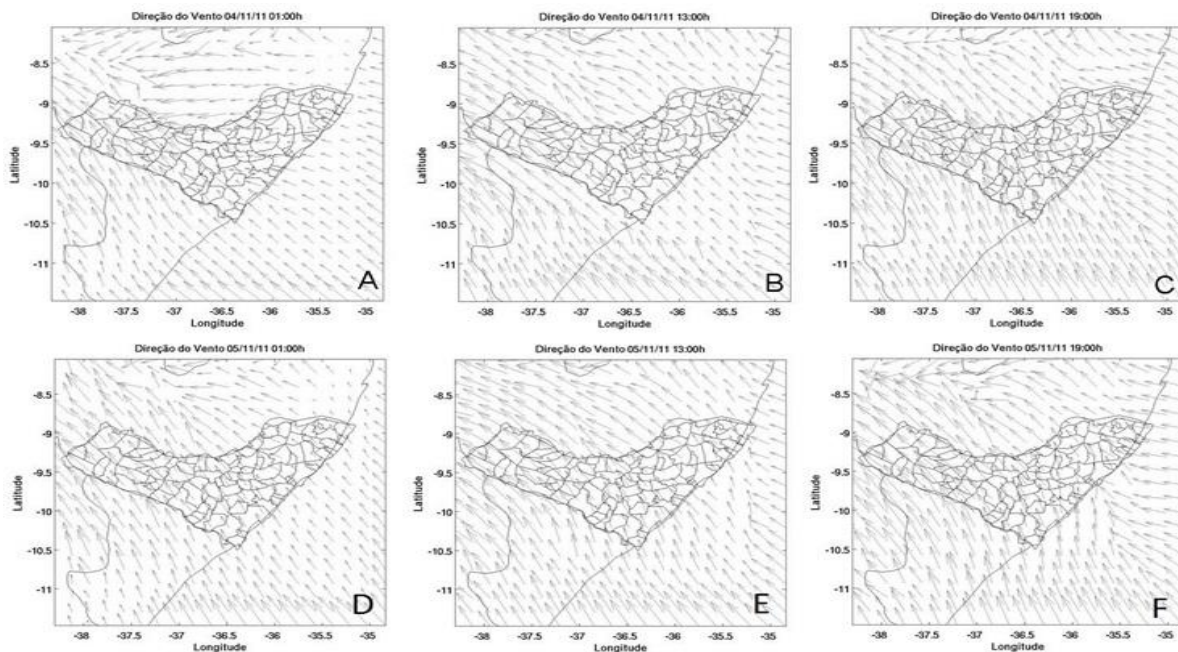 Direção do Vento 04/11/11 01:00h
Latitude
-8.5
-9
-9.5
-10
-10.5
-11
A
-38 -37.5 -37 -36.5 -36 -35.5 -35
Longitude
Direção do Vento 04/11/11 13:00h
Latitude
-8.5
-9
-9.5
-10
-10.5
-11
B
-38 -37.5 -37 -36.5 -36 -35.5 -35
Longitude
Direção do Vento 04/11/11 19:00h
Latitude
-8.5
-9
-9.5
-10
-10.5
-11
C
-38 -37.5 -37 -36.5 -36 -35.5 -35
Longitude
Direção do Vento 05/11/11 01:00h
Latitude
-8.5
-9
-9.5
-10
-10.5
-11
D
-38 -37.5 -37 -36.5 -36 -35.5 -35
Longitude
Direção do Vento 05/11/11 13:00h
Latitude
-8.5
-9
-9.5
-10
-10.5
-11
E
-38 -37.5 -37 -36.5 -36 -35.5 -35
Longitude
Direção do Vento 05/11/11 19:00h
Latitude
-8.5
-9
-9.5
-10
-10.5
-11
F
-38 -37.5 -37 -36.5 -36 -35.5 -35
Longitude